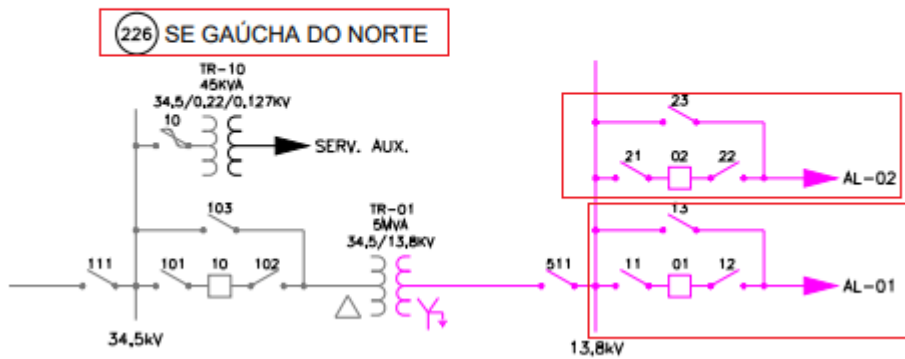 226 SE GAÚCHA DO NORTE
TR-10
45KVA
34,5/0,22/0,127KV
10
SERV. AUX.
23
21 02 22
AL-02
103
TR-01
5MVA
34,5/13,8kV
13
111 101 10 102
511 11 01 12
AL-01
34,5kV
13,8kV